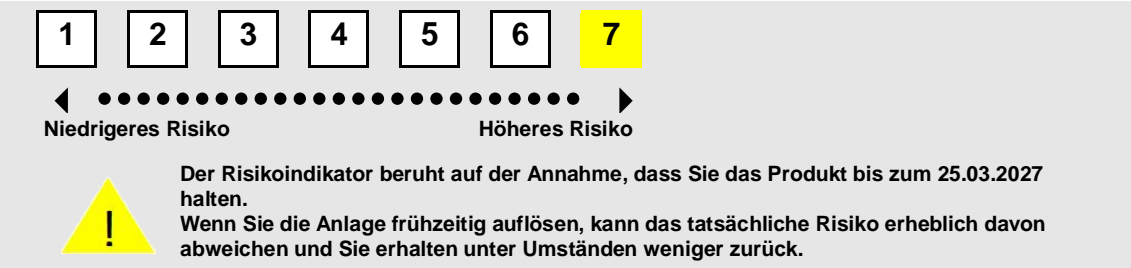 1 2 3 4 5 6 7
Niedrigeres Risiko Höheres Risiko
! Der Risikoindikator beruht auf der Annahme, dass Sie das Produkt bis zum 25.03.2027
halten.
Wenn Sie die Anlage frühzeitig auflösen, kann das tatsächliche Risiko erheblich davon
abweichen und Sie erhalten unter Umständen weniger zurück.